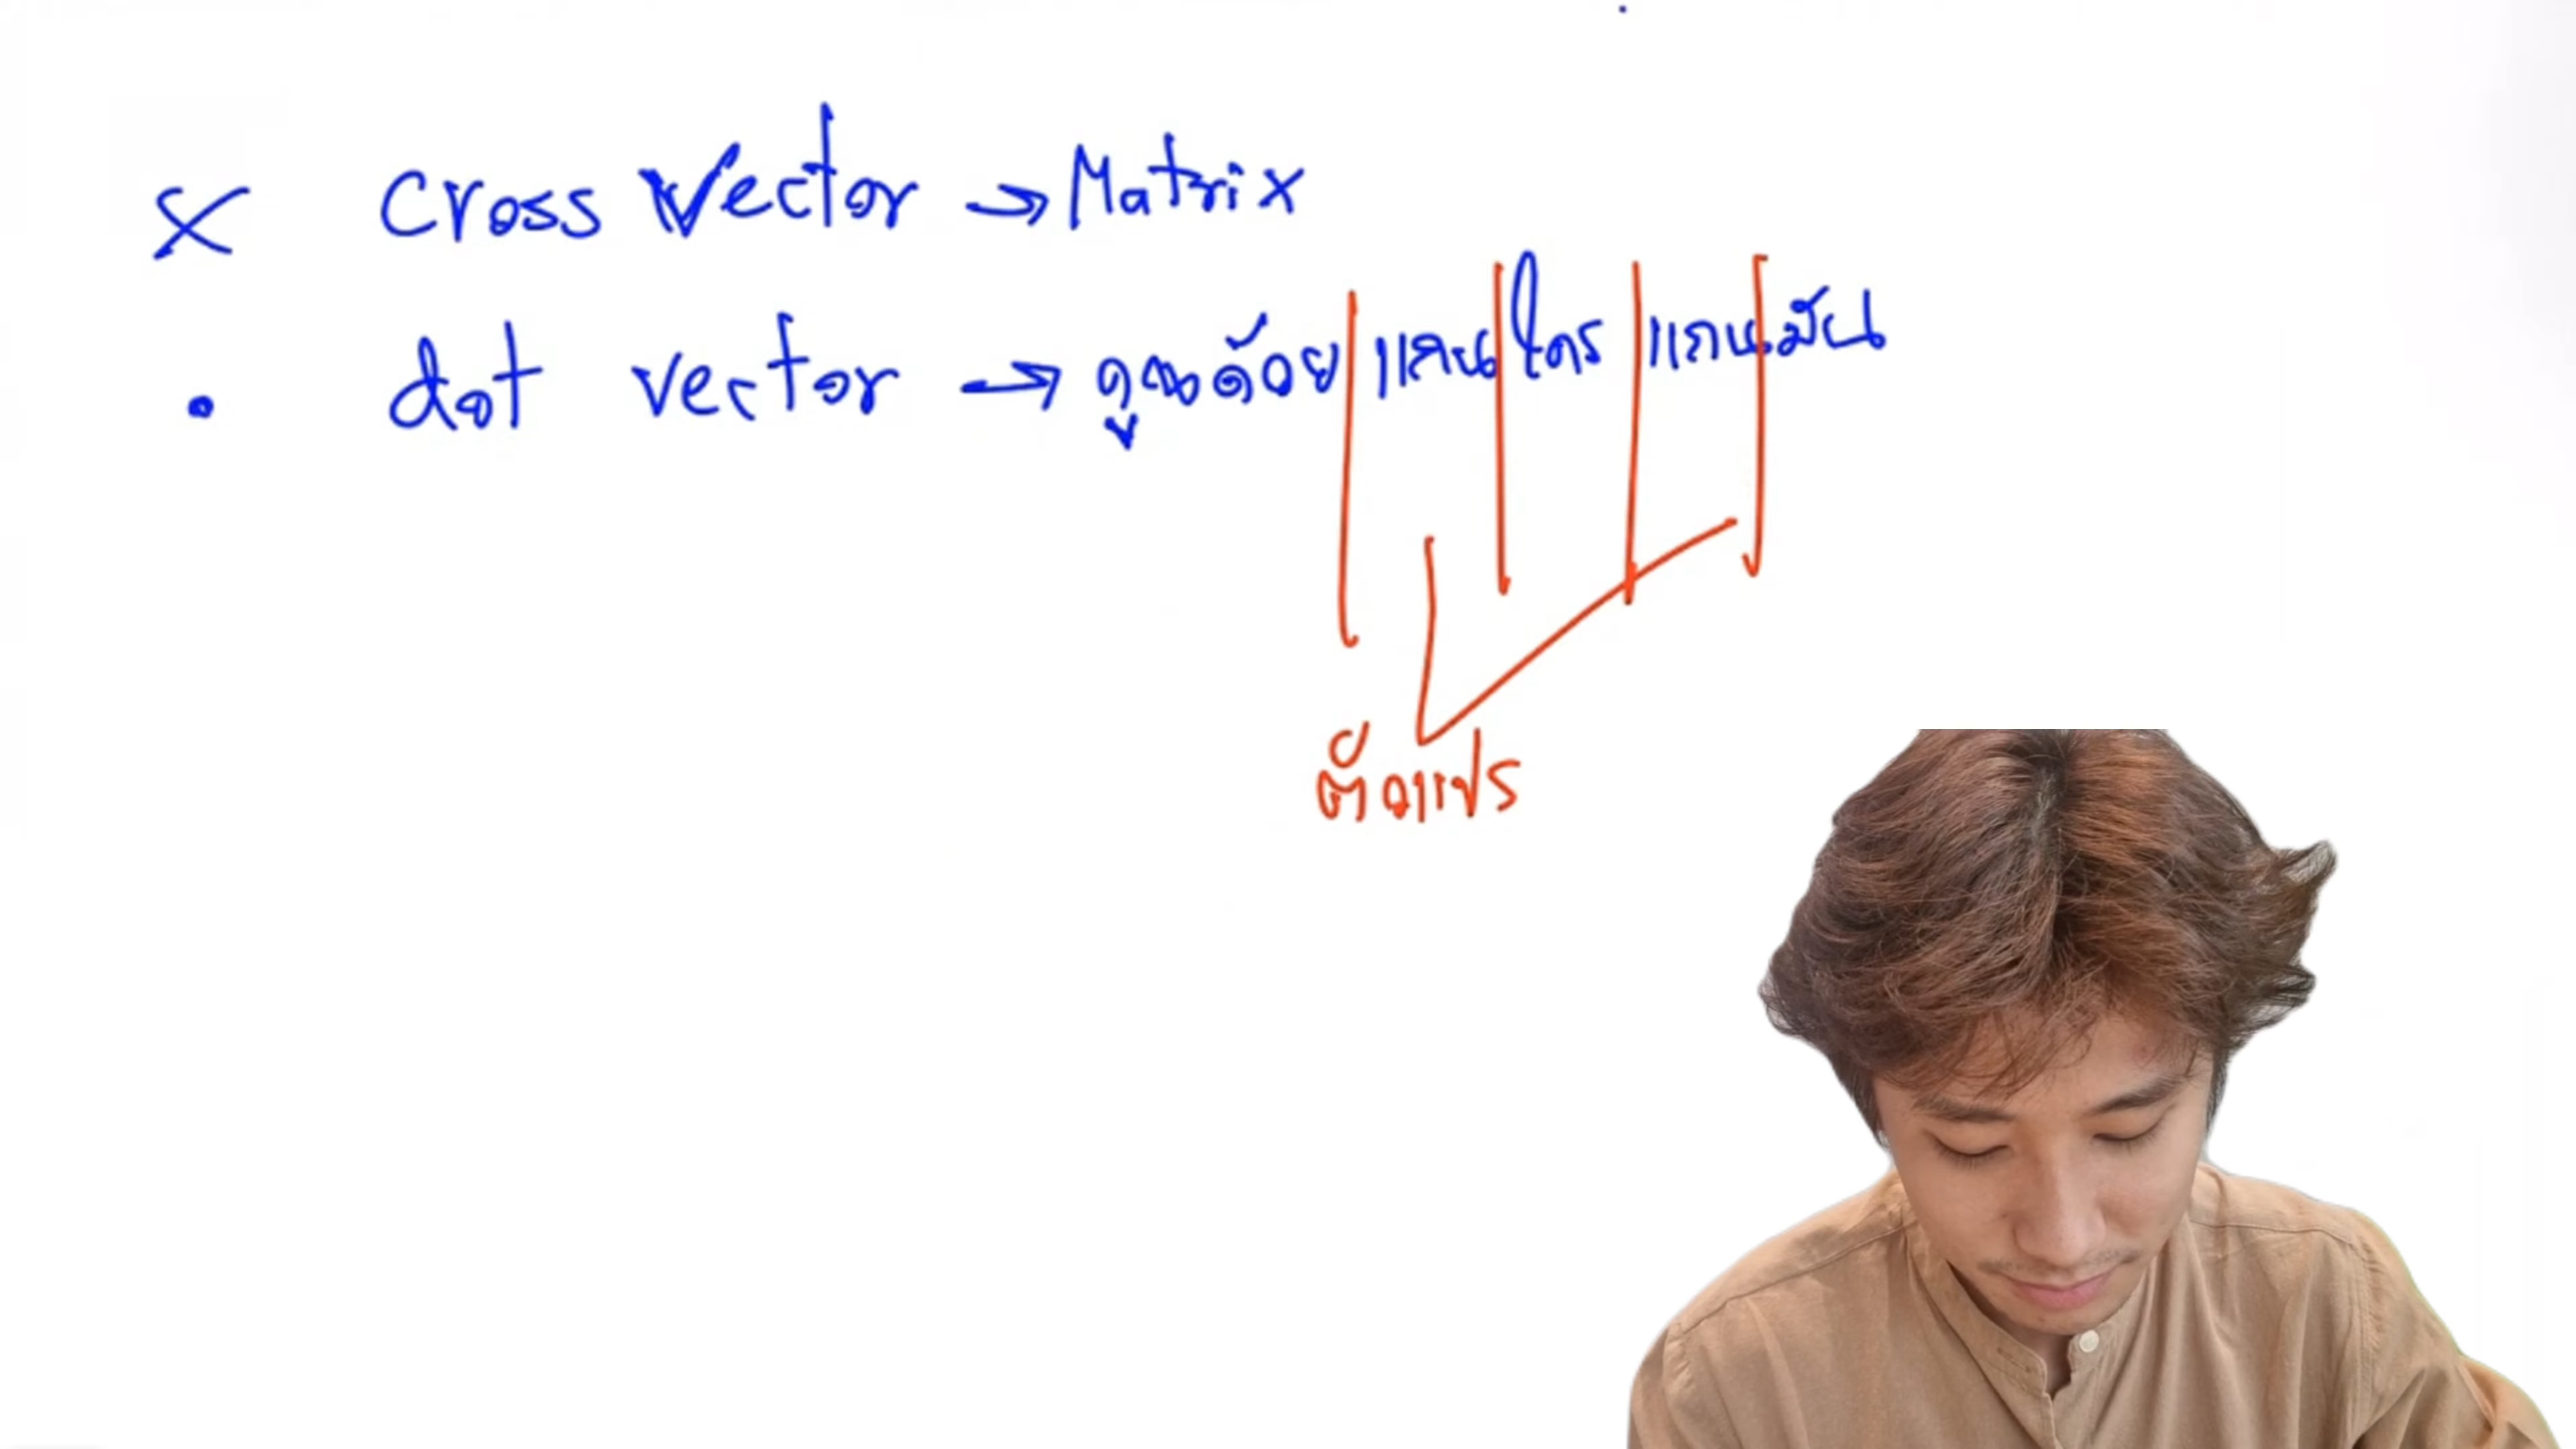 × cross vector → Matrix
• dot vector → คูณด้วย แกนใคร แกนมัน
ตัวแปร